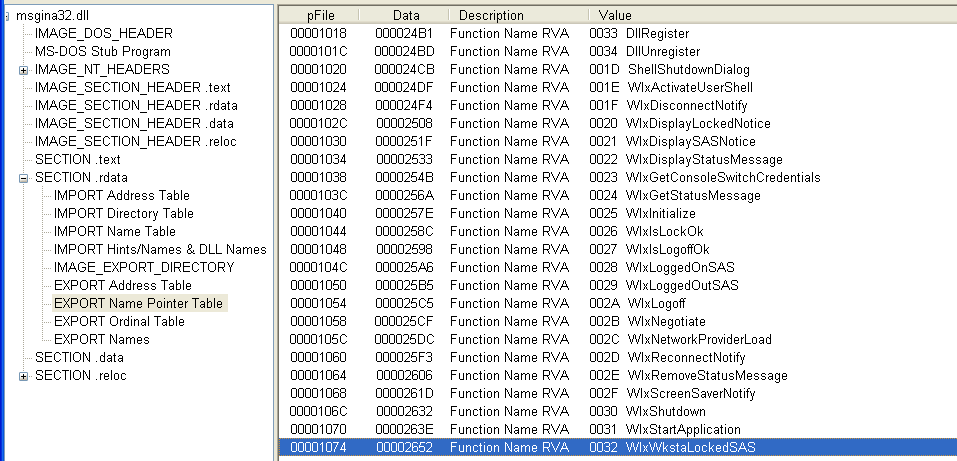 msgina32.dll
IMAGE_DOS_HEADER
MS-DOS Stub Program
IMAGE_NT_HEADERS
IMAGE_SECTION_HEADER .text
IMAGE_SECTION_HEADER .rdata
IMAGE_SECTION_HEADER .data
IMAGE_SECTION_HEADER .reloc
SECTION .text
SECTION .rdata
IMPORT Address Table
IMPORT Directory Table
IMPORT Name Table
IMPORT Hints/Names & DLL Names
IMAGE_EXPORT_DIRECTORY
EXPORT Address Table
EXPORT Name Pointer Table
EXPORT Ordinal Table
EXPORT Names
SECTION .data
SECTION .reloc
pFile Data Description Value
00001018 000024B1 Function Name RVA 0033 DllRegister
0000101C 000024BD Function Name RVA 0034 DllUnregister
00001020 000024CB Function Name RVA 001D ShellShutdownDialog
00001024 000024DF Function Name RVA 001E WlxActivateUserShell
00001028 000024F4 Function Name RVA 001F WlxDisconnectNotify
0000102C 00002508 Function Name RVA 0020 WlxDisplayLockedNotice
00001030 0000251F Function Name RVA 0021 WlxDisplaySASNotice
00001034 00002533 Function Name RVA 0022 WlxDisplayStatusMessage
00001038 0000254B Function Name RVA 0023 WlxGetConsoleSwitchCredentials
0000103C 0000256A Function Name RVA 0024 WlxGetStatusMessage
00001040 0000257E Function Name RVA 0025 WlxInitialize
00001044 0000258C Function Name RVA 0026 WlxIsLockOk
00001048 00002598 Function Name RVA 0027 WlxIsLogoffOk
0000104C 000025A6 Function Name RVA 0028 WlxLoggedOnSAS
00001050 000025B5 Function Name RVA 0029 WlxLoggedOutSAS
00001054 000025C5 Function Name RVA 002A WlxLogoff
00001058 000025CF Function Name RVA 002B WlxNegotiate
0000105C 000025DC Function Name RVA 002C WlxNetworkProviderLoad
00001060 000025F3 Function Name RVA 002D WlxReconnectNotify
00001064 00002606 Function Name RVA 002E WlxRemoveStatusMessage
00001068 0000261D Function Name RVA 002F WlxScreenSaverNotify
0000106C 00002632 Function Name RVA 0030 WlxShutdown
00001070 0000263E Function Name RVA 0031 WlxStartApplication
00001074 00002652 Function Name RVA 0032 WlxWkstaLockedSAS